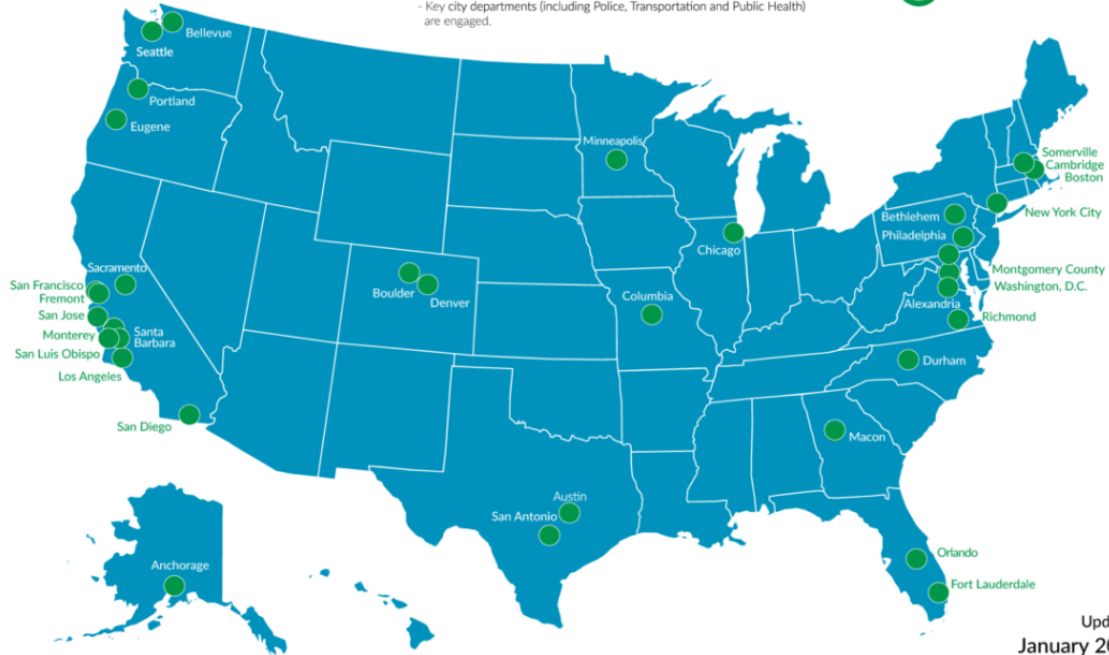 - Key city departments (including Police, Transportation and Public Health)
are engaged.
Bellevue
Seattle
Portland
Eugene
Minneapolis
Somerville
Cambridge
Boston
New York City
Bethlehem
Philadelphia
Chicago
Sacramento
San Francisco
Fremont
San Jose
Monterey
San Luis Obispo
Santa
Barbara
Los Angeles
San Diego
Boulder
Denver
Columbia
Montgomery County
Washington, D.C.
Alexandria
Richmond
Durham
Macon
Austin
San Antonio
Anchorage
Orlando
Fort Lauderdale
Upd
January 20